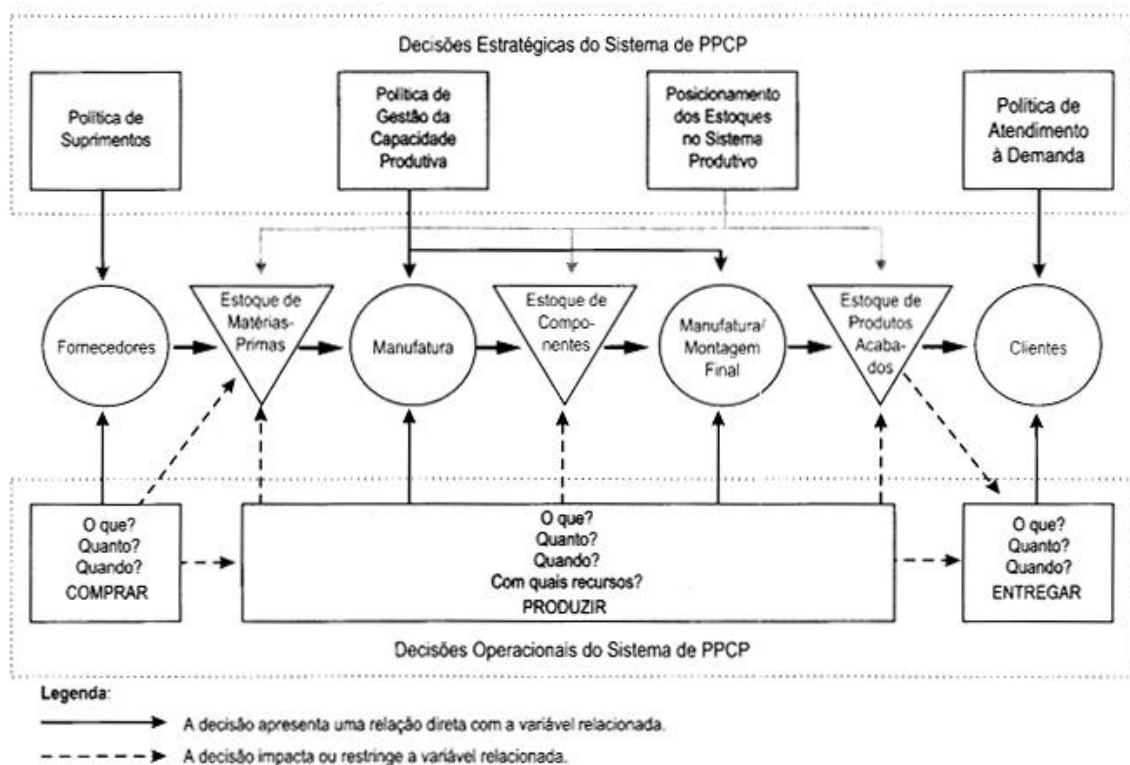 Decisões Estratégicas do Sistema de PPCP
Política de
Suprimentos
Política de
Gestão da
Capacidade
Produtiva
Posicionamento
dos Estoques
no Sistema
Produtivo
Política de
Atendimento
à Demanda
Fornecedores
Estoque de
Matérias-
Primas
Manufatura
Estoque de
Compo-
nentes
Manufatura/
Montagem
Final
Estoque de
Produtos
Acaba-
dos
Clientes
O que?
Quanto?
Quando?
COMPRAR
O que?
Quanto?
Quando?
Com quais recursos?
PRODUZIR
O que?
Quanto?
Quando?
ENTREGAR
Decisões Operacionais do Sistema de PPCP
Legenda:
A decisão apresenta uma relação direta com a variável relacionada.
A decisão impacta ou restringe a variável relacionada.